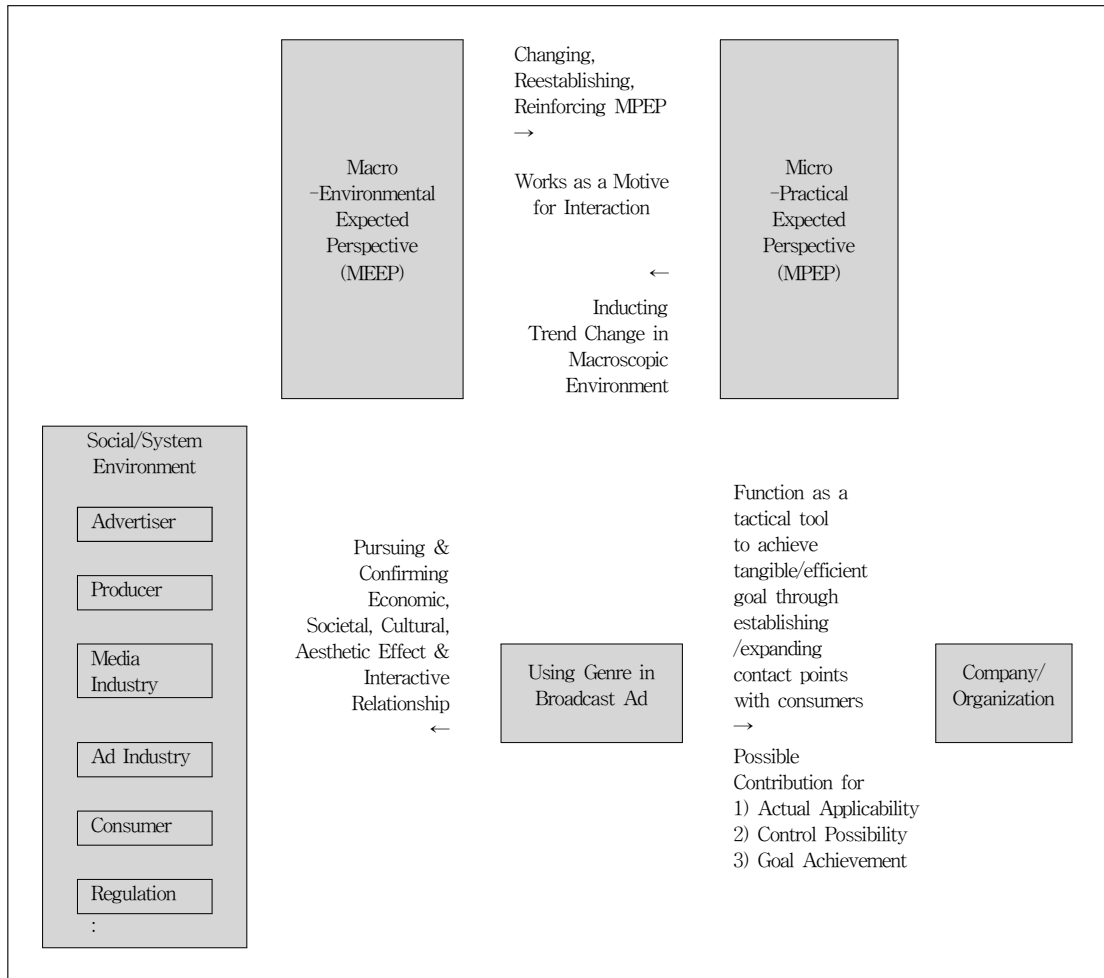 Macro
-Environmental
Expected
Perspective
(MEEP)
Changing,
Reestablishing,
Reinforcing MPEP
→
Works as a Motive
for Interaction
←
Inducting
Trend Change in
Macroscopic
Environment
Micro
-Practical
Expected
Perspective
(MPEP)
Social/System
Environment
Advertiser
Producer
Media
Industry
Ad Industry
Consumer
Regulation
:
Pursuing &
Confirming
Economic,
Societal, Cultural,
Aesthetic Effect &
Interactive
Relationship
←
Using Genre in
Broadcast Ad
Function as a
tactical tool
to achieve
tangible/efficient
goal through
establishing
/expanding
contact points
with consumers
→
Possible
Contribution for
1) Actual Applicability
2) Control Possibility
3) Goal Achievement
Company/
Organization